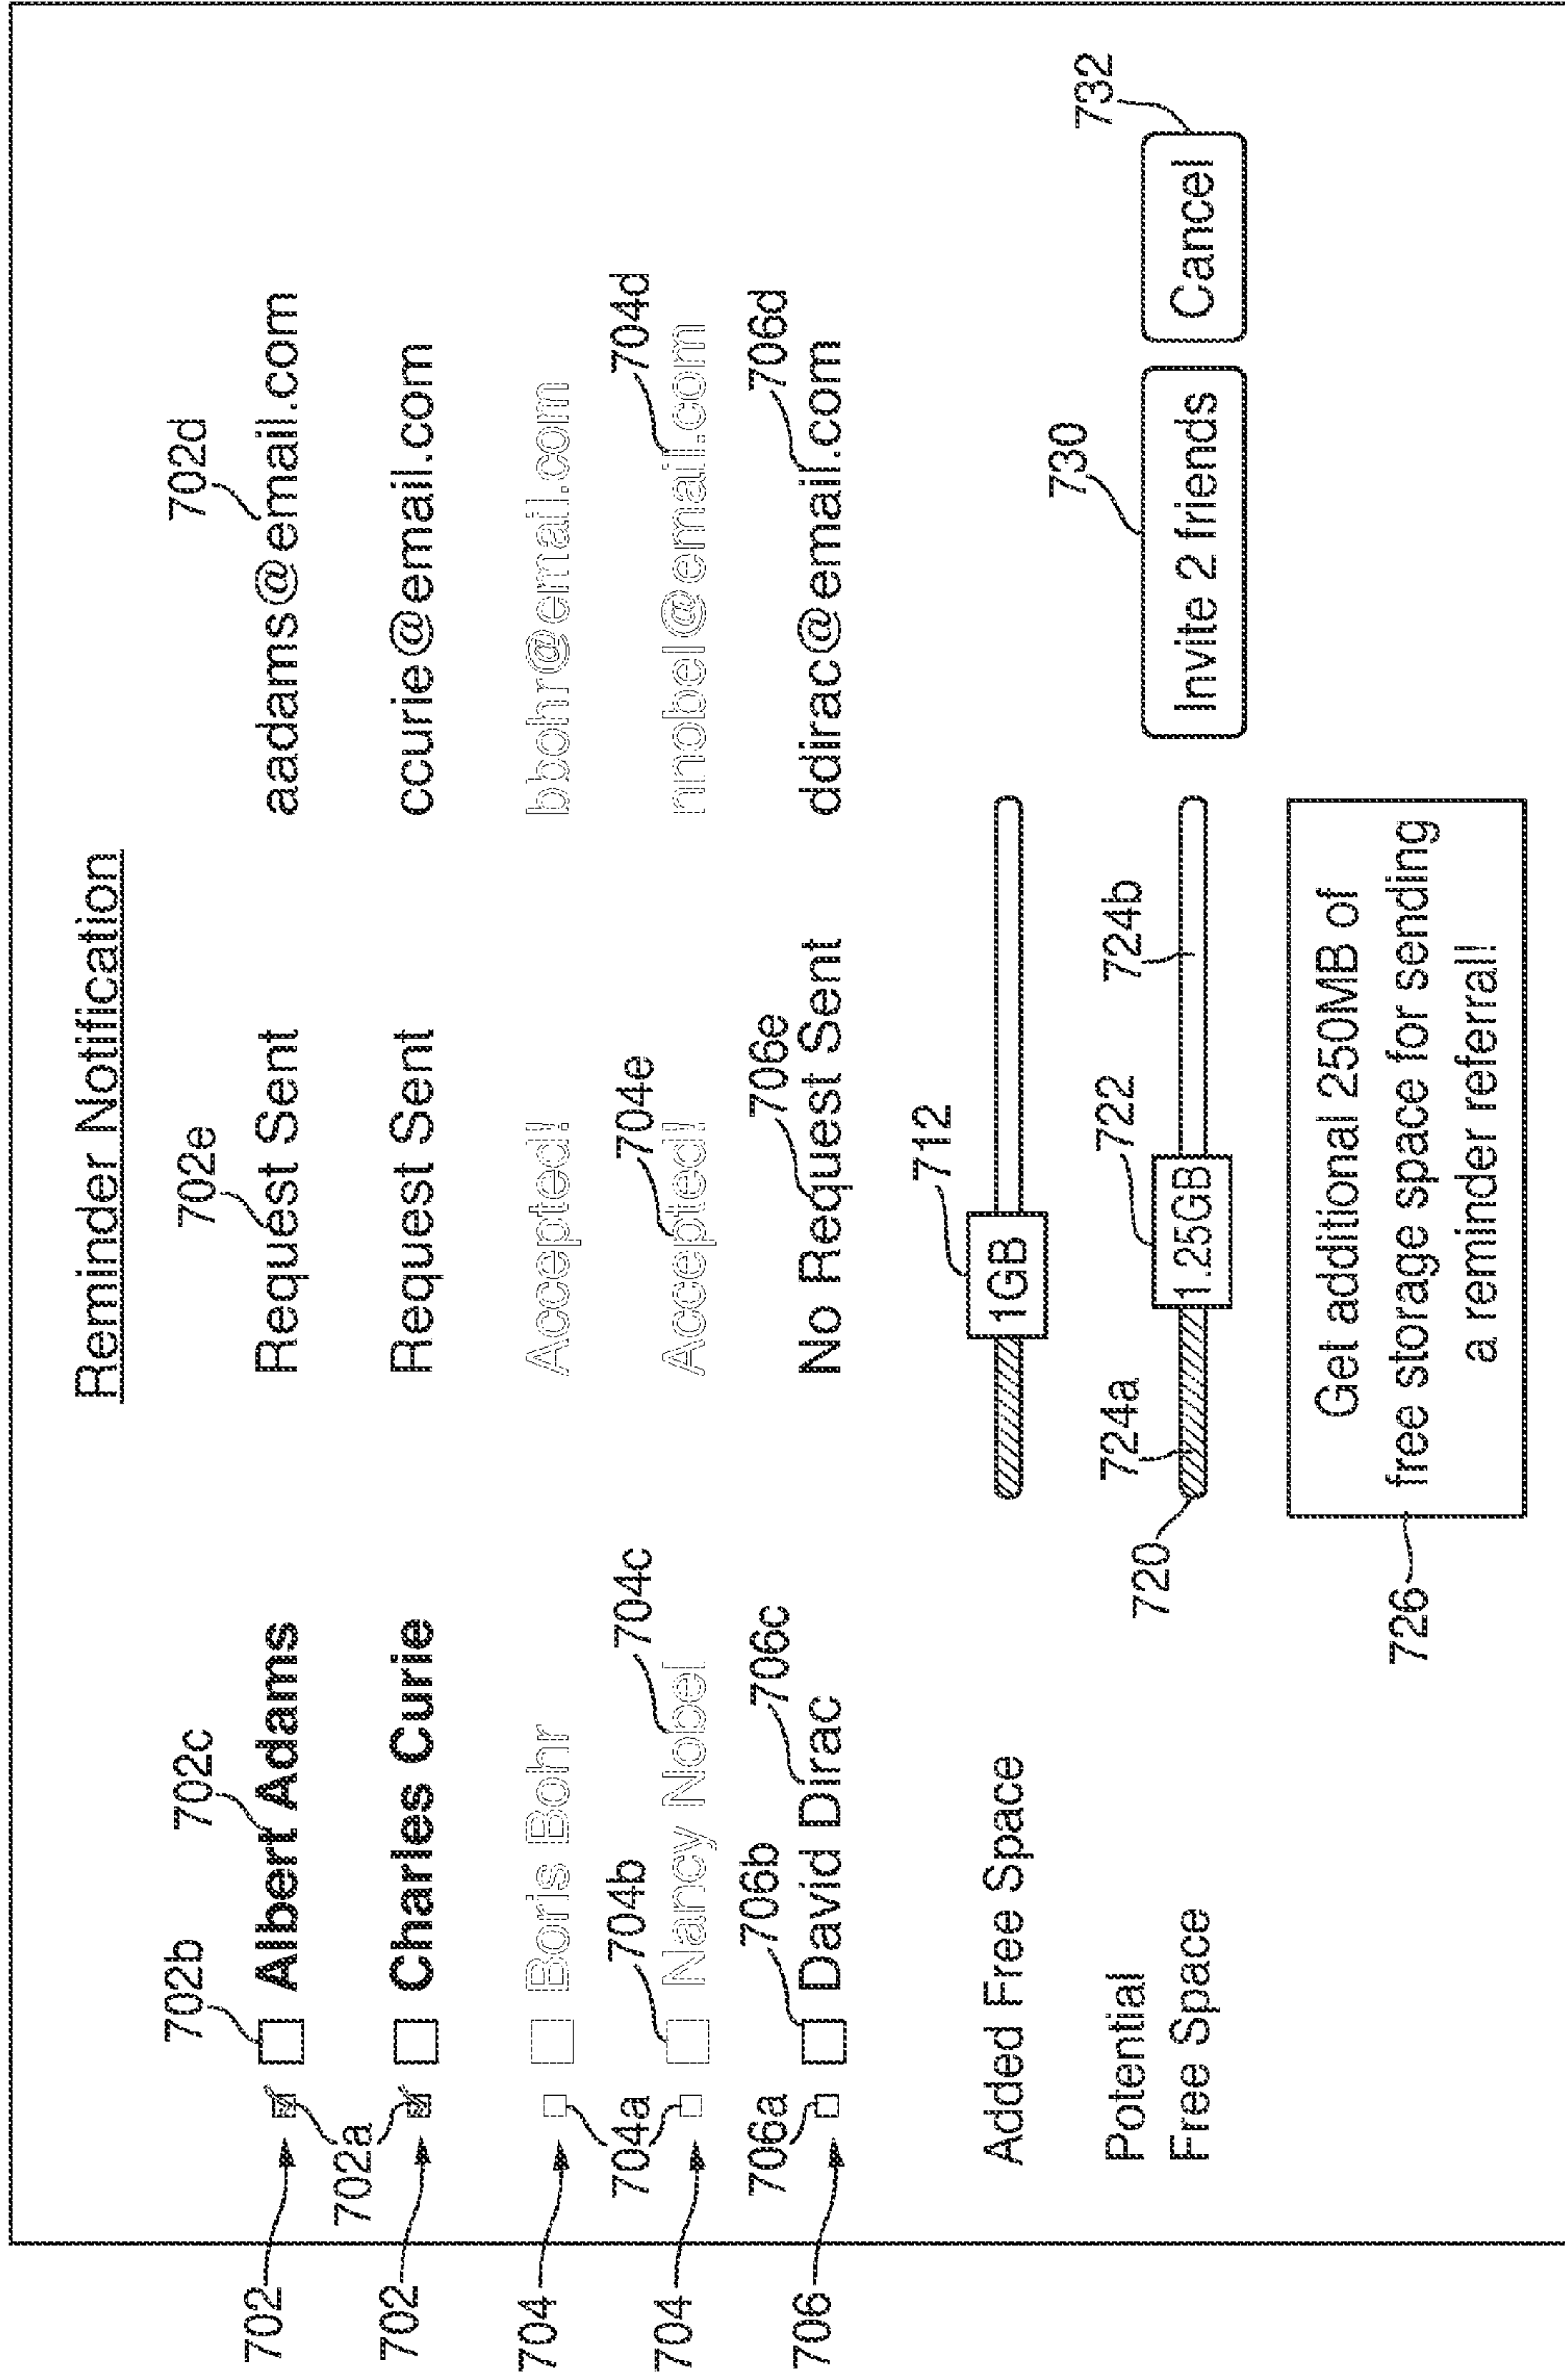 Reminder Notification
702b 702c 702e 702d
702 Albert Adams Request Sent aadams@email.com
702a
702 Charles Curie Request Sent ccurie@email.com
704 Boris Bohr Accepted! bbohr@email.com
704a 704b 704c 704e 704d
704 Nancy Nobel Accepted! nnobel@email.com
706a 706b 706c 706e 706d
706 David Dirac No Request Sent ddirac@email.com
712
Added Free Space 1GB
730 732
724a 722 724b
Potential
Free Space 1.25GB Invite 2 friends Cancel
720
Get additional 250MB of
726 free storage space for sending
a reminder referral!